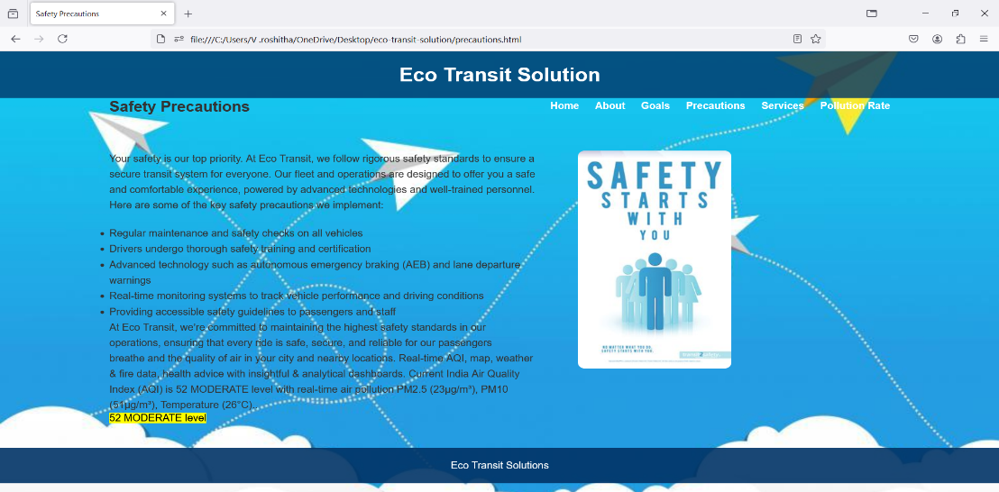 Safety Precautions
file:///C:/Users/V .roshitha/OneDrive/Desktop/eco-transit-solution/precautions.html
Eco Transit Solution
Safety Precautions
Home About Goals Precautions Services Pollution Rate
Your safety is our top priority. At Eco Transit, we follow rigorous safety standards to ensure a
secure transit system for everyone. Our fleet and operations are designed to offer you a safe
and comfortable experience, powered by advanced technologies and well-trained personnel.
Here are some of the key safety precautions we implement:
• Regular maintenance and safety checks on all vehicles
• Drivers undergo thorough safety training and certification
• Advanced technology such as autonomous emergency braking (AEB) and lane departure
warnings
• Real-time monitoring systems to track vehicle performance and driving conditions
• Providing accessible safety guidelines to passengers and staff
At Eco Transit, we're committed to maintaining the highest safety standards in our
operations, ensuring that every ride is safe, secure, and reliable for our passengers
breathe and the quality of air in your city and nearby locations. Real-time AQI, map, weather
& fire data, health advice with insightful & analytical dashboards. Current India Air Quality
Index (AQI) is 52 MODERATE level with real-time air pollution PM2.5 (23µg/m³), PM10
(51µg/m³), Temperature (26°C).
52 MODERATE level
SAFETY
STARTS
WITH
YOU
NO MATTER WHAT YOU DO,
SAFETY STARTS WITH YOU.
Eco Transit Solutions